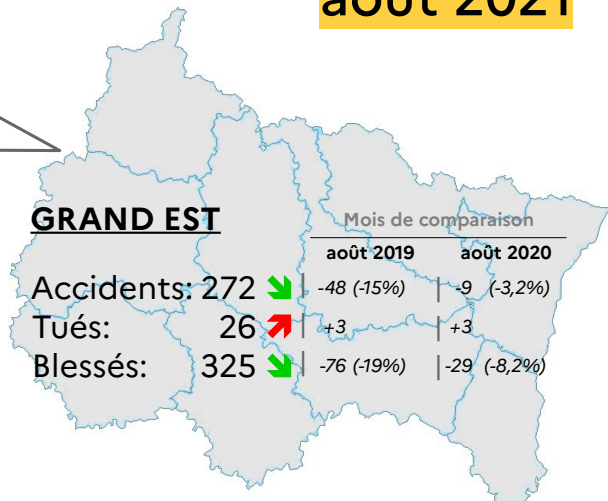 août 2021
GRAND EST
Mois de comparaison
août 2019 août 2020
Accidents: 272 -48 (-15%) -9 (-3,2%)
Tués: 26 +3 +3
Blessés: 325 -76 (-19%) -29 (-8,2%)